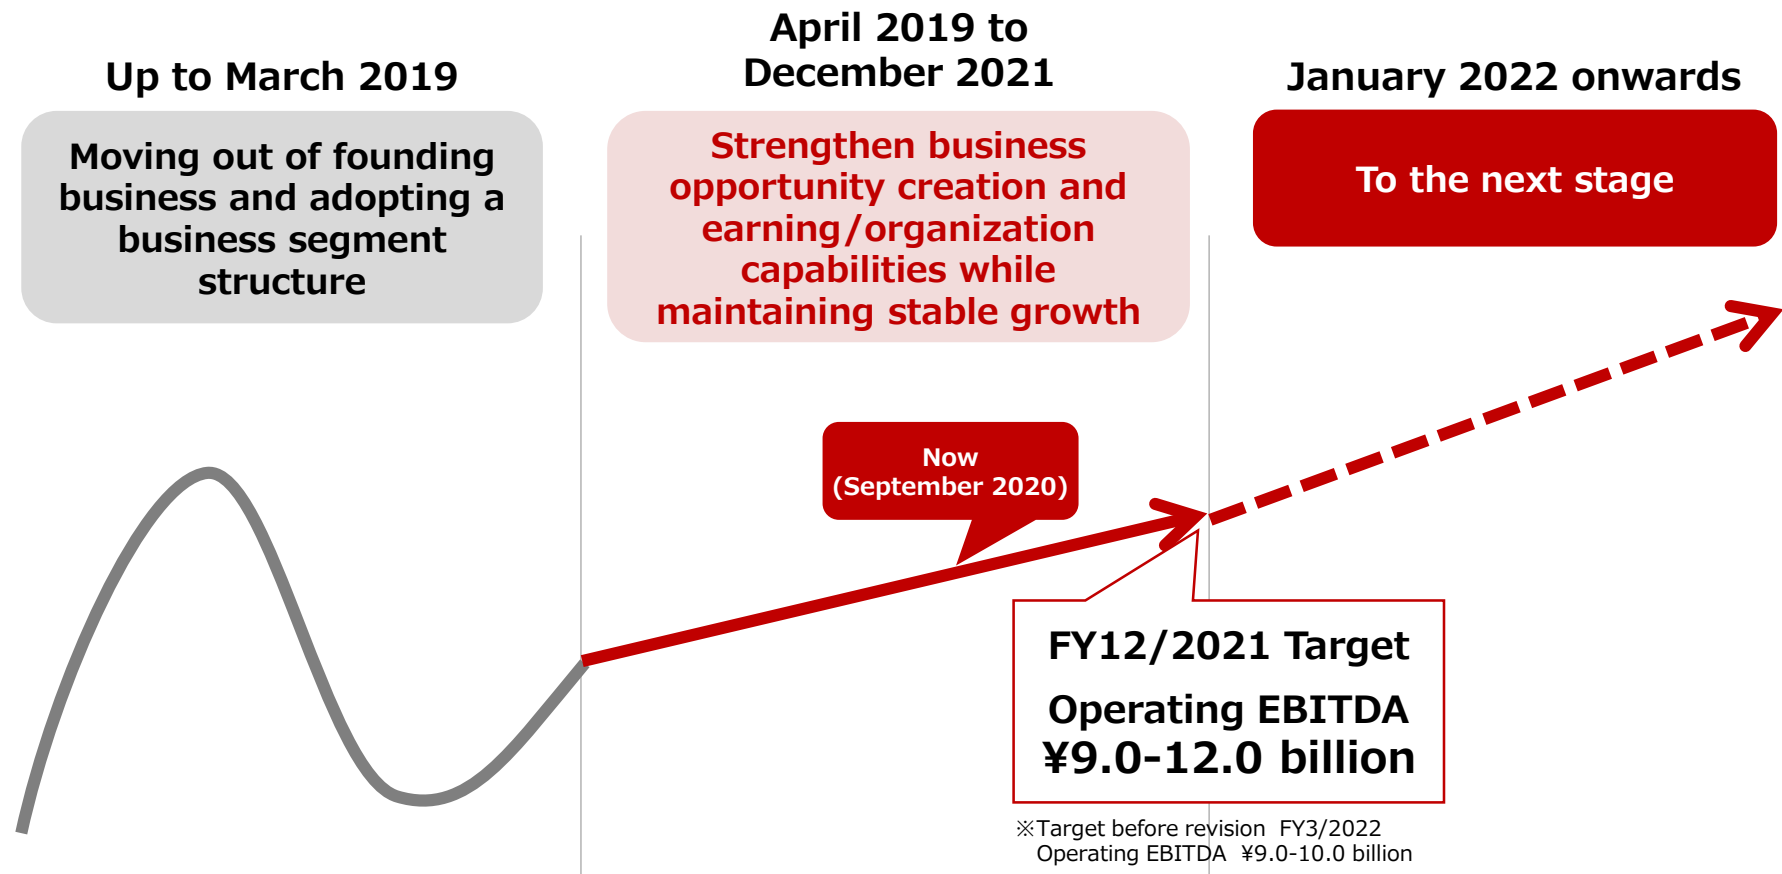 Up to March 2019
Moving out of founding
business and adopting a
business segment
structure
April 2019 to
December 2021
Strengthen business
opportunity creation and
earning/organization
capabilities while
maintaining stable growth
January 2022 onwards
To the next stage
Now
(September 2020)
FY12/2021 Target
Operating EBITDA
¥9.0-12.0 billion
※Target before revision FY3/2022
Operating EBITDA ¥9.0-10.0 billion